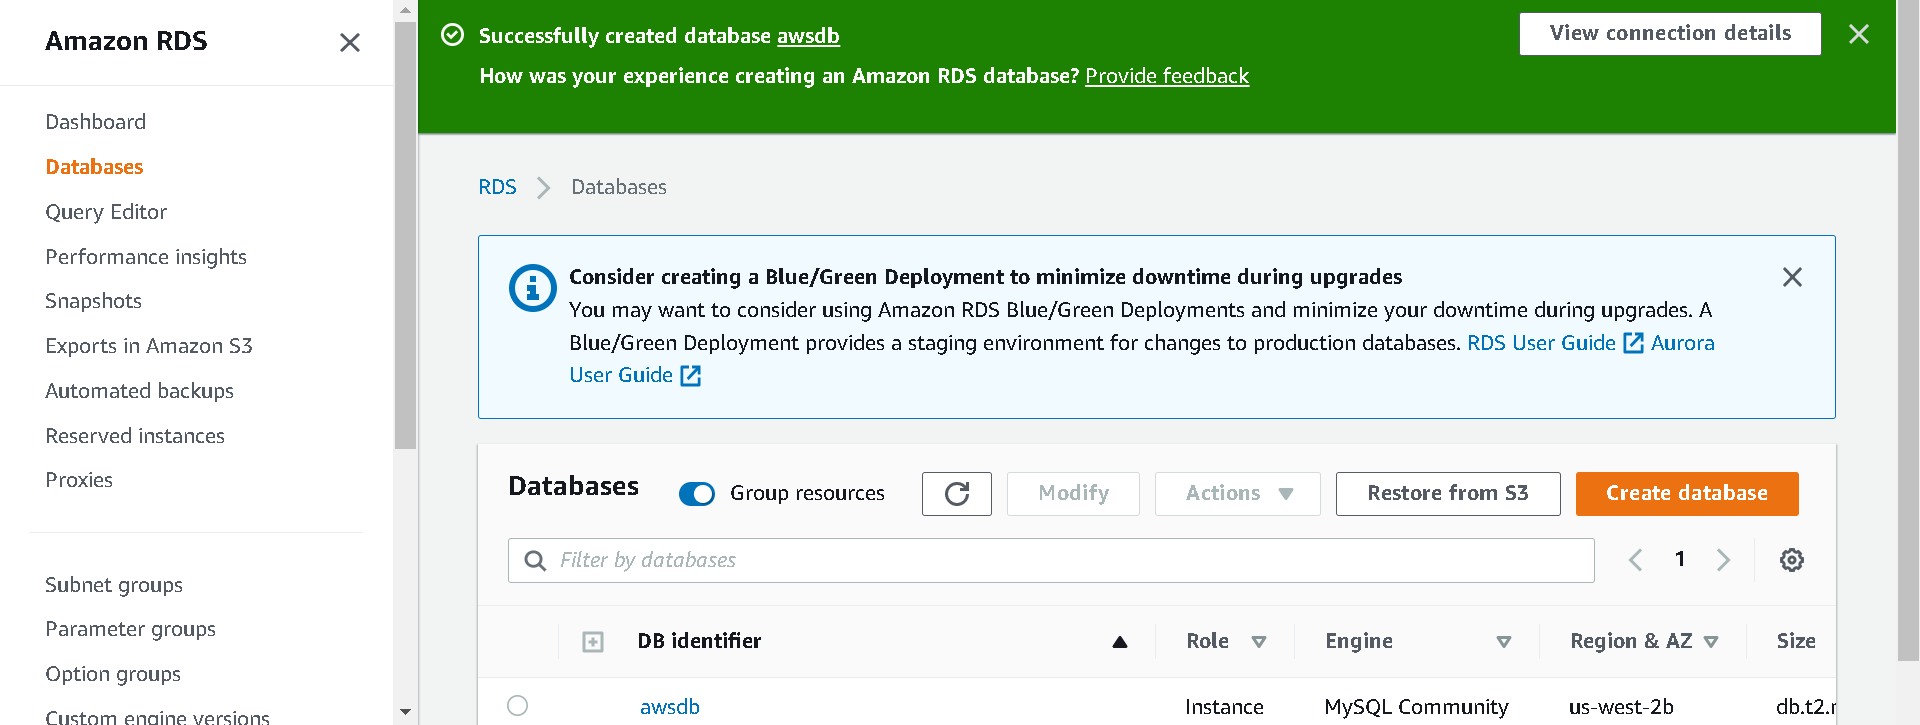 Amazon RDS
Dashboard
Databases
Query Editor
Performance insights
Snapshots
Exports in Amazon S3
Automated backups
Reserved instances
Proxies
Subnet groups
Parameter groups
Option groups
Custom engine versions
Successfully created database awsdb
View connection details
How was your experience creating an Amazon RDS database? Provide feedback
RDS Databases
Consider creating a Blue/Green Deployment to minimize downtime during upgrades
You may want to consider using Amazon RDS Blue/Green Deployments and minimize your downtime during upgrades. A
Blue/Green Deployment provides a staging environment for changes to production databases. RDS User Guide Aurora
User Guide
Databases Group resources Modify Actions Restore from S3 Create database
Filter by databases 1
DB identifier Role Engine Region & AZ Size
awsdb Instance MySQL Community us-west-2b